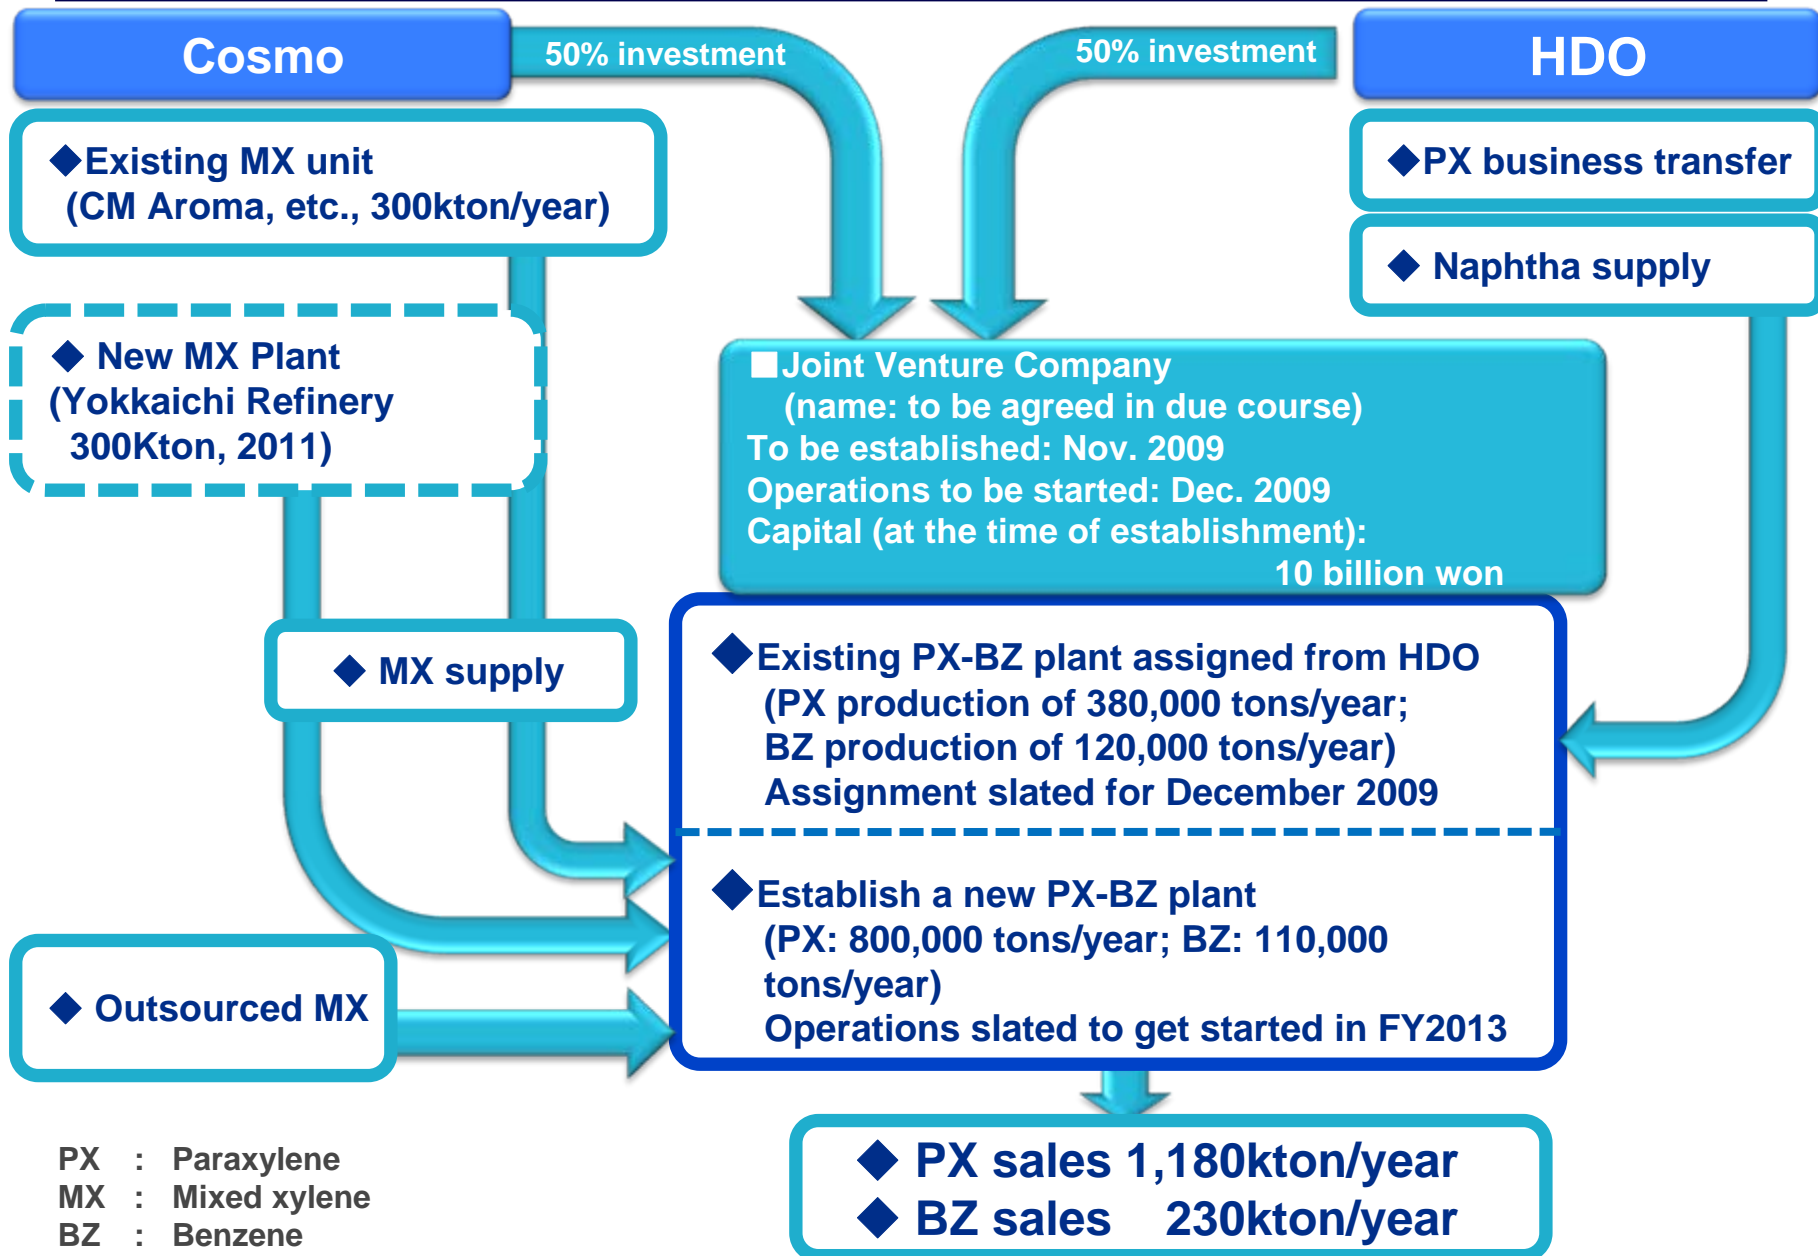 Cosmo
50% investment
50% investment
HDO
◆Existing MX unit
(CM Aroma, etc., 300kton/year)
◆PX business transfer
◆ Naphtha supply
◆ New MX Plant
(Yokkaichi Refinery
300Kton, 2011)
■Joint Venture Company
(name: to be agreed in due course)
To be established: Nov. 2009
Operations to be started: Dec. 2009
Capital (at the time of establishment):
10 billion won
◆ MX supply
◆Existing PX-BZ plant assigned from HDO
(PX production of 380,000 tons/year;
BZ production of 120,000 tons/year)
Assignment slated for December 2009
◆Establish a new PX-BZ plant
(PX: 800,000 tons/year; BZ: 110,000
tons/year)
Operations slated to get started in FY2013
◆ Outsourced MX
◆ PX sales 1,180kton/year
◆ BZ sales 230kton/year
PX : Paraxylene
MX : Mixed xylene
BZ : Benzene